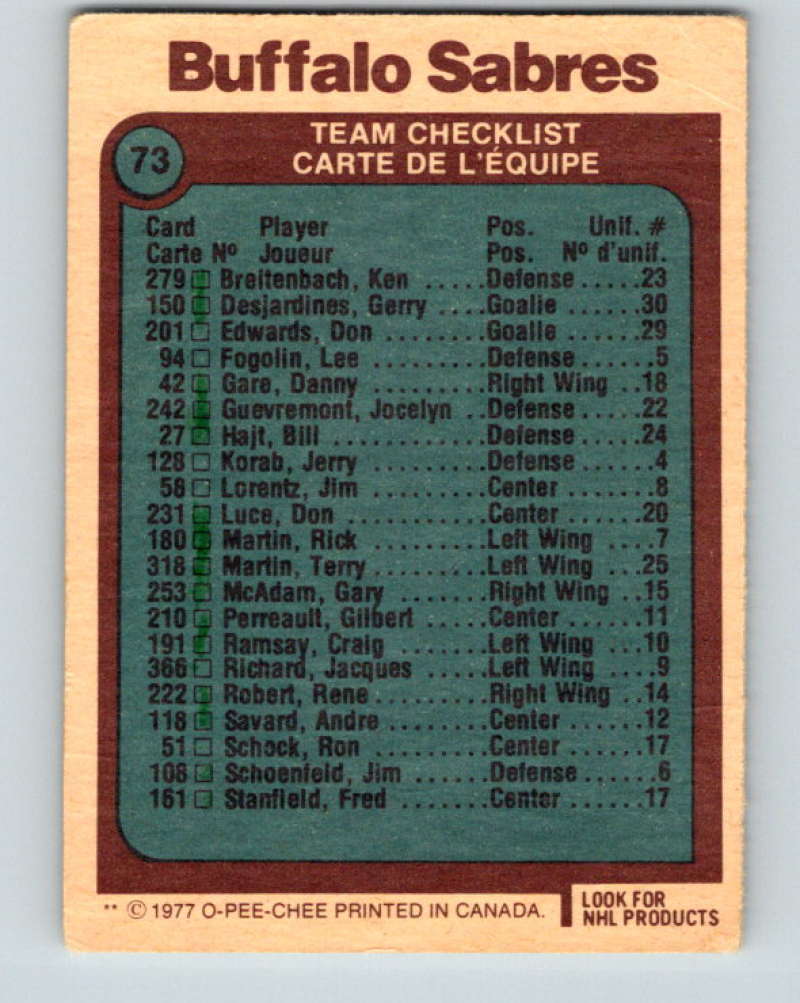 Buffalo Sabres
73
TEAM CHECKLIST
CARTE DE L'ÉQUIPE
Card Player Pos. Unif. #
Carte Nº Joueur Pos. Nº d'unif.
279 □ Breitenbach, Ken .....Defense.....23
150 □ Desjardines, Gerry ....Goalie ......30
201 □ Edwards, Don ........Goalie ......29
94 □ Fogolin, Lee .........Defense......5
42 □ Gare, Danny .........Right Wing ..18
242 □ Guevremont, Jocelyn ..Defense.....22
27 □ Hajt, Bill ............Defense.....24
128 □ Korab, Jerry .........Defense......4
58 □ Lorentz, Jim .........Center .......8
231 □ Luce, Don ...........Center ......20
180 □ Martin, Rick .........Left Wing ....7
318 □ Martin, Terry ........Left Wing ...25
253 □ McAdam, Gary .......Right Wing ..15
210 □ Perreault, Gilbert .....Center ......11
191 □ Ramsay, Craig .......Left Wing ...10
366 □ Richard, Jacques .....Left Wing ....9
222 □ Robert, Rene ........Right Wing ..14
118 □ Savard, Andre ........Center ......12
51 □ Schock, Ron .........Center ......17
108 □ Schoenfeld, Jim ......Defense......6
161 □ Stanfield, Fred .......Center ......17
** © 1977 O-PEE-CHEE PRINTED IN CANADA.
LOOK FOR
NHL PRODUCTS